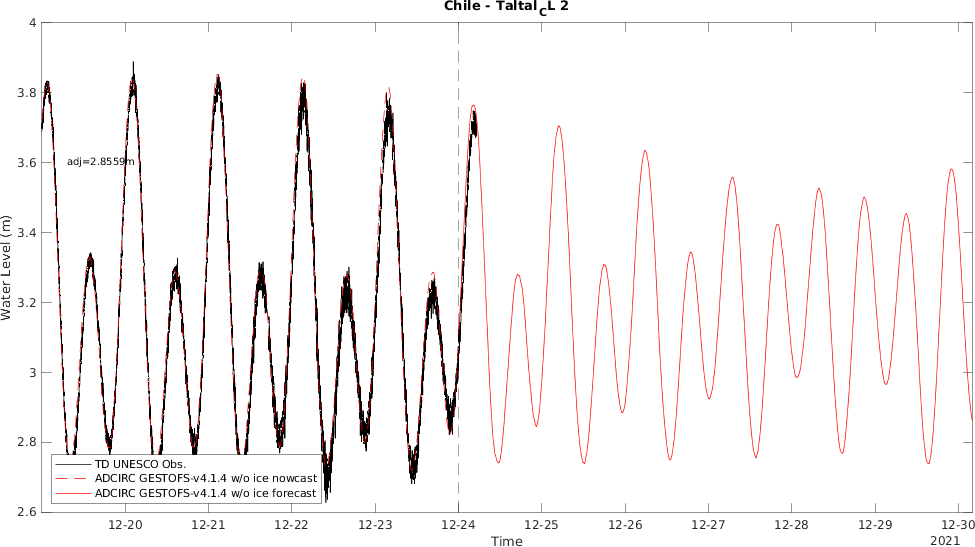 Chile - Taltal_CL 2
4
3.8
3.6
3.4
3.2
3
2.8
2.6
Water Level (m)
adj=2.8559m
TD UNESCO Obs.
ADCIRC GESTOFS-v4.1.4 w/o ice nowcast
ADCIRC GESTOFS-v4.1.4 w/o ice forecast
12-20 12-21 12-22 12-23 12-24 12-25 12-26 12-27 12-28 12-29 12-30
Time
2021